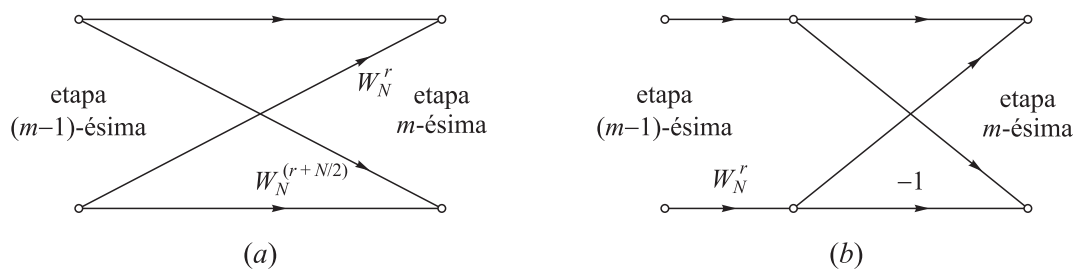 W_N^r
etapa
(m–1)-ésima
etapa
m-ésima
W_N^{(r + N/2)}
(a)
etapa
(m–1)-ésima
etapa
m-ésima
W_N^r
–1
(b)